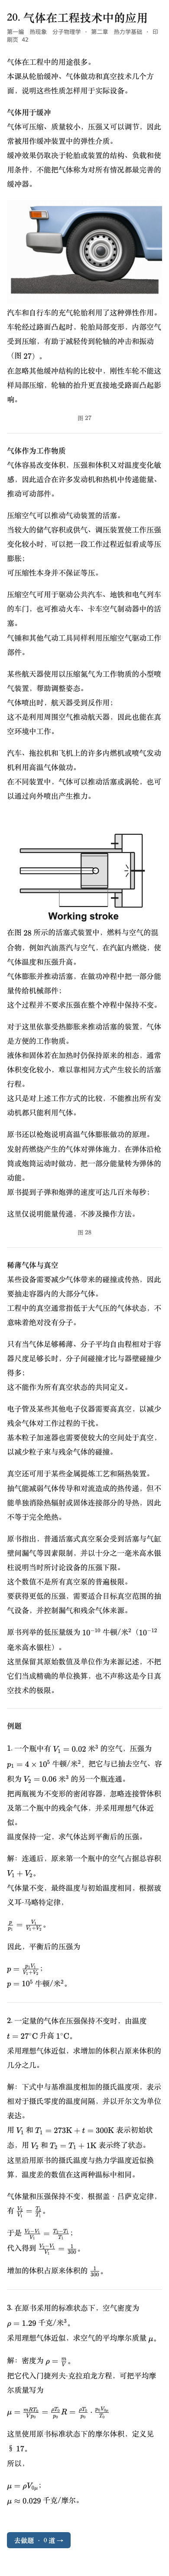 20. 气体在工程技术中的应用
第一编 热现象 分子物理学 · 第二章 热力学基础 · 印
刷页 42
气体在工程中的用途很多。
本课从轮胎缓冲、气体做功和真空技术几个方
面，说明这些性质怎样用于实际设备。
气体用于缓冲
气体可压缩、质量较小，压强又可以调节，因此
常被用作缓冲装置中的弹性介质。
缓冲效果仍取决于轮胎或装置的结构、负载和使
用条件，不能把气体称为对所有情况都最完善的
缓冲器。
汽车和自行车的充气轮胎利用了这种弹性作用。
车轮经过路面凸起时，轮胎局部变形，内部空气
受到压缩，有助于减轻传到轮轴的冲击和振动
（图 27）。
在忽略其他缓冲结构的比较中，刚性车轮不能这
样局部压缩，轮轴的抬升更直接地受路面凸起影
响。
图 27
气体作为工作物质
气体容易改变体积，压强和体积又对温度变化敏
感，因此适合在许多发动机和热机中传递能量、
推动可动部件。
压缩空气可以推动气动装置的活塞。
当较大的储气容积或供气、调压装置使工作压强
变化较小时，可以把一段工作过程近似看成等压
膨胀；
可压缩性本身并不保证等压。
压缩空气可用于驱动公共汽车、地铁和电气列车
的车门，也可推动火车、卡车空气制动器中的活
塞。
气锤和其他气动工具同样利用压缩空气驱动工作
部件。
某些航天器使用以压缩氮气为工作物质的小型喷
气装置，帮助调整姿态。
气体喷出时，航天器受到反作用；
这不是利用周围空气推动航天器，因此也能在真
空环境中工作。
汽车、拖拉机和飞机上的许多内燃机或喷气发动
机利用高温气体做功。
在不同装置中，气体可以推动活塞或涡轮，也可
以通过向外喷出产生推力。
Working stroke
在图 28 所示的活塞式装置中，燃料与空气的混
合物，例如汽油蒸汽与空气，在汽缸内燃烧，使
气体温度和压强升高。
气体膨胀并推动活塞，在做功冲程中把一部分能
量传给机械部件；
这个过程并不要求压强在整个冲程中保持不变。
对于这里依靠受热膨胀来推动活塞的装置，气体
是方便的工作物质。
液体和固体若在加热时仍保持原来的相态，通常
体积变化较小，难以靠相同方式产生较长的活塞
行程。
这只是对上述工作方式的比较，不能推出所有发
动机都只能利用气体。
原书还以枪炮说明高温气体膨胀做功的原理。
发射药燃烧产生的气体对弹体施力，在弹体沿枪
筒或炮筒运动时做功，把一部分能量转为弹体的
动能。
原书提到子弹和炮弹的速度可达几百米每秒；
这里仅说明能量传递，不涉及操作方法。
图 28
稀薄气体与真空
某些设备需要减少气体带来的碰撞或传热，因此
要抽走容器内的大部分气体。
工程中的真空通常指低于大气压的气体状态，不
意味着绝对没有分子。
只有当气体足够稀薄、分子平均自由程相对于容
器尺度足够长时，分子间碰撞才比与器壁碰撞少
得多；
这不能作为所有真空状态的共同定义。
电子管及某些其他电子仪器需要高真空，以减少
残余气体对工作过程的干扰。
基本粒子加速器也需要使较大的空间处于真空，
以减少粒子束与残余气体的碰撞。
真空还可用于某些金属提炼工艺和隔热装置。
抽气能减弱气体传导和对流造成的热传递，但不
能单独消除热辐射或固体连接部分的导热，因此
不等于完全绝热。
原书指出，普通活塞式真空泵会受到活塞与气缸
壁间漏气等因素限制，并以十分之一毫米高水银
柱说明当时所讨论设备的压强下限。
这个数值不是所有真空泵的普遍极限。
要获得更低的压强，需要适合目标真空范围的抽
气设备，并控制漏气和残余气体来源。
原书列举的低压量级为 10⁻¹⁰ 牛顿/米²（10⁻¹²
毫米高水银柱）。
这里保留其原始数值及单位作为来源记述，不把
它们当成精确的单位换算，也不声称这是今日真
空技术的极限。
例题
1. 一个瓶中有 V₁ = 0.02 米³ 的空气，压强为
p₁ = 4 × 10⁵ 牛顿/米²。把它与已抽去空气、容
积为 V₂ = 0.06 米³ 的另一个瓶连通。
把两瓶视为不变形的密闭容器，忽略连接管体积
及第二个瓶中的残余气体，并采用理想气体近
似。
温度保持一定，求气体达到平衡后的压强。
解：连通后，原来第一个瓶中的空气占据总容积
V₁ + V₂。
气体量不变，最终温度与初始温度相同，根据玻
义耳-马略特定律，
p/p₁ = V₁/(V₁+V₂)。
因此，平衡后的压强为
p = p₁V₁/(V₁+V₂)；
p = 10⁵ 牛顿/米²。
2. 一定量的气体在压强保持不变时，由温度
t = 27°C 升高 1°C。
采用理想气体近似，求增加的体积占原来体积的
几分之几。
解：下式中与基准温度相加的摄氏温度项，表示
相对于摄氏零度的温度间隔，并以开尔文为单位
表达。
用 V₁ 和 T₁ = 273K + t = 300K 表示初始状
态，用 V₂ 和 T₂ = T₁ + 1K 表示终了状态。
这里沿用原书的摄氏温度与热力学温度近似换
算，温度差的数值在这两种温标中相同。
气体量和压强保持不变，根据盖·吕萨克定律，
有 V₂/V₁ = T₂/T₁。
于是 (V₂−V₁)/V₁ = (T₂−T₁)/T₁；
代入得到 (V₂−V₁)/V₁ = 1/300。
增加的体积占原来体积的 1/300。
3. 在原书采用的标准状态下，空气密度为
ρ = 1.29 千克/米³。
采用理想气体近似，求空气的平均摩尔质量 μ。
解：密度为 ρ = m/V。
把它代入门捷列夫-克拉珀龙方程，可把平均摩
尔质量写为
μ = mRT₀/Vp₀ = ρT₀/p₀ R = ρT₀/p₀ · p₀V₀μ/T₀
这里使用原书标准状态下的摩尔体积，定义见
§ 17。
所以，
μ = ρV₀μ；
μ ≈ 0.029 千克/摩尔。
去做题 · 0 道 →